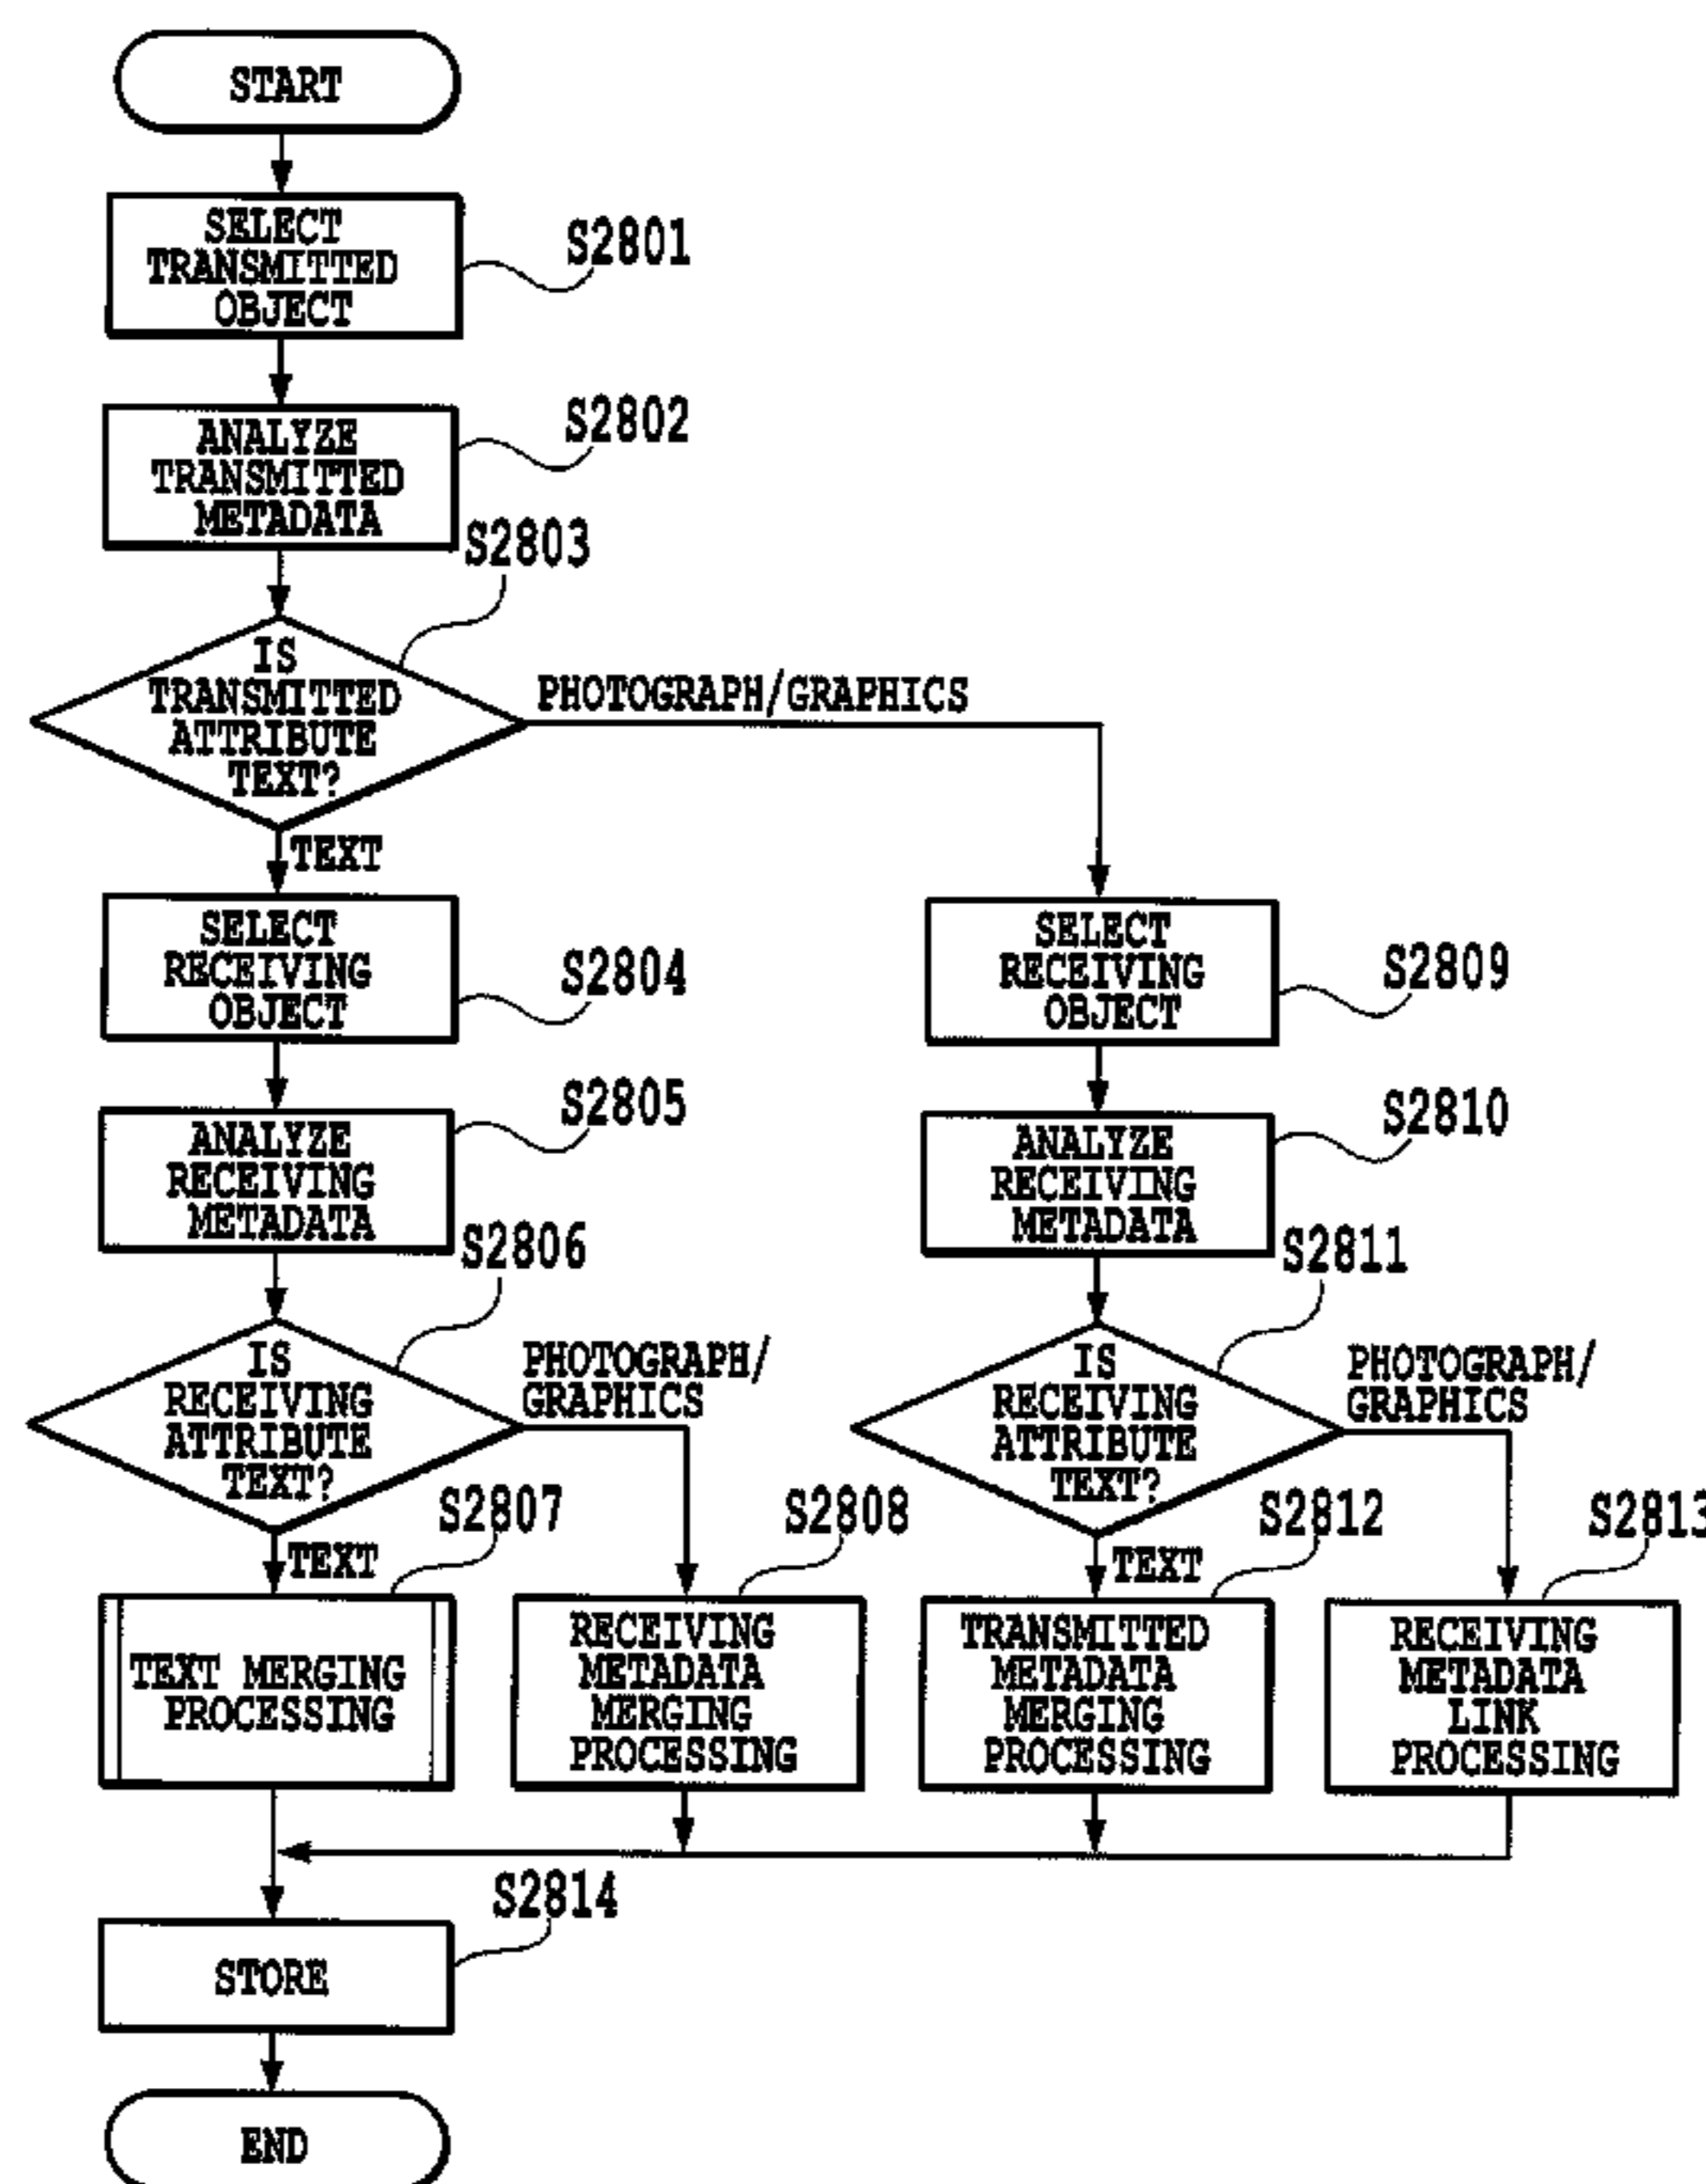 START
SELECT
TRANSMITTED
OBJECT
S2801
ANALYZE
TRANSMITTED
METADATA
S2802
S2803
IS
TRANSMITTED
ATTRIBUTE
TEXT?
PHOTOGRAPH/GRAPHICS
TEXT
SELECT
RECEIVING
OBJECT
S2804
SELECT
RECEIVING
OBJECT
S2809
ANALYZE
RECEIVING
METADATA
S2805
ANALYZE
RECEIVING
METADATA
S2810
S2806
IS
RECEIVING
ATTRIBUTE
TEXT?
PHOTOGRAPH/
GRAPHICS
S2811
IS
RECEIVING
ATTRIBUTE
TEXT?
PHOTOGRAPH/
GRAPHICS
TEXT
S2807
S2808
TEXT
S2812
S2813
TEXT MERGING
PROCESSING
RECEIVING
METADATA
MERGING
PROCESSING
TRANSMITTED
METADATA
MERGING
PROCESSING
RECEIVING
METADATA
LINK
PROCESSING
S2814
STORE
END